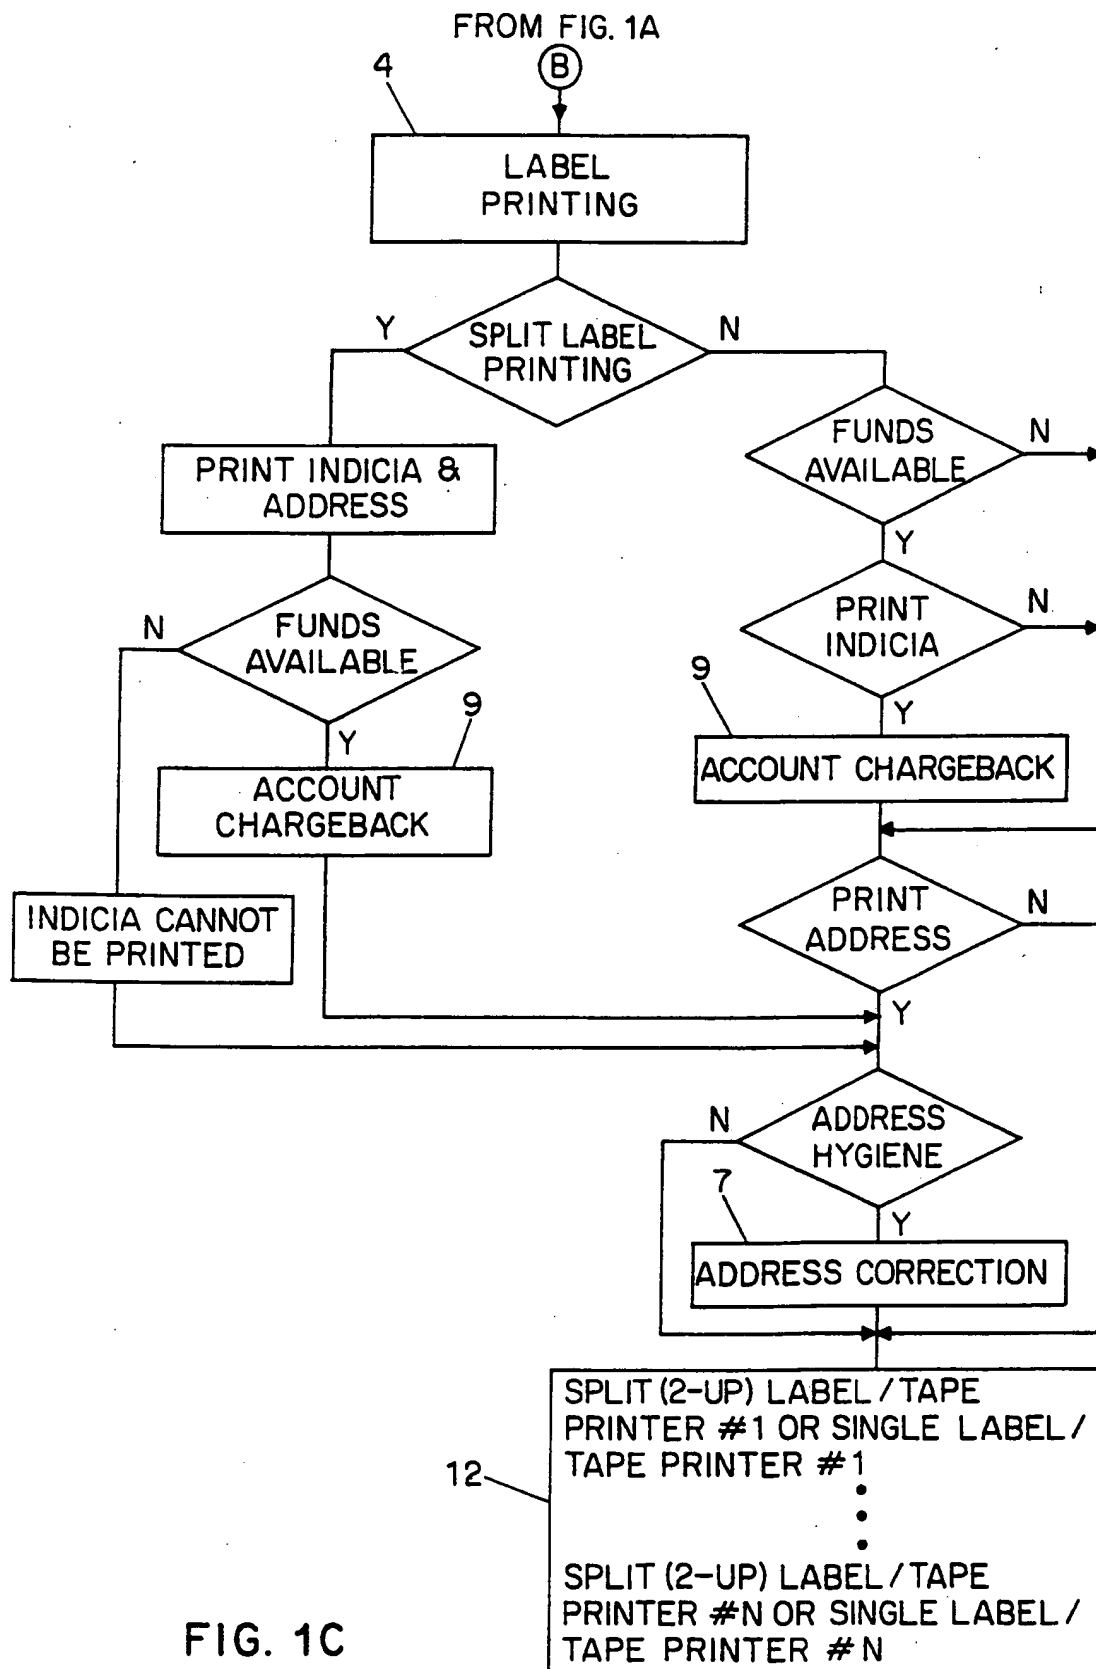 FROM FIG. 1A
B
4
LABEL
PRINTING
Y
SPLIT LABEL
PRINTING
N
PRINT INDICIA &
ADDRESS
FUNDS
AVAILABLE
N
Y
N
FUNDS
AVAILABLE
Y
9
ACCOUNT
CHARGEBACK
INDICIA CANNOT
BE PRINTED
PRINT
INDICIA
N
Y
9
ACCOUNT CHARGEBACK
PRINT
ADDRESS
N
Y
N
ADDRESS
HYGIENE
Y
7
ADDRESS CORRECTION
12
SPLIT (2-UP) LABEL / TAPE
PRINTER #1 OR SINGLE LABEL /
TAPE PRINTER #1
SPLIT (2-UP) LABEL / TAPE
PRINTER #N OR SINGLE LABEL /
TAPE PRINTER #N
FIG. 1C